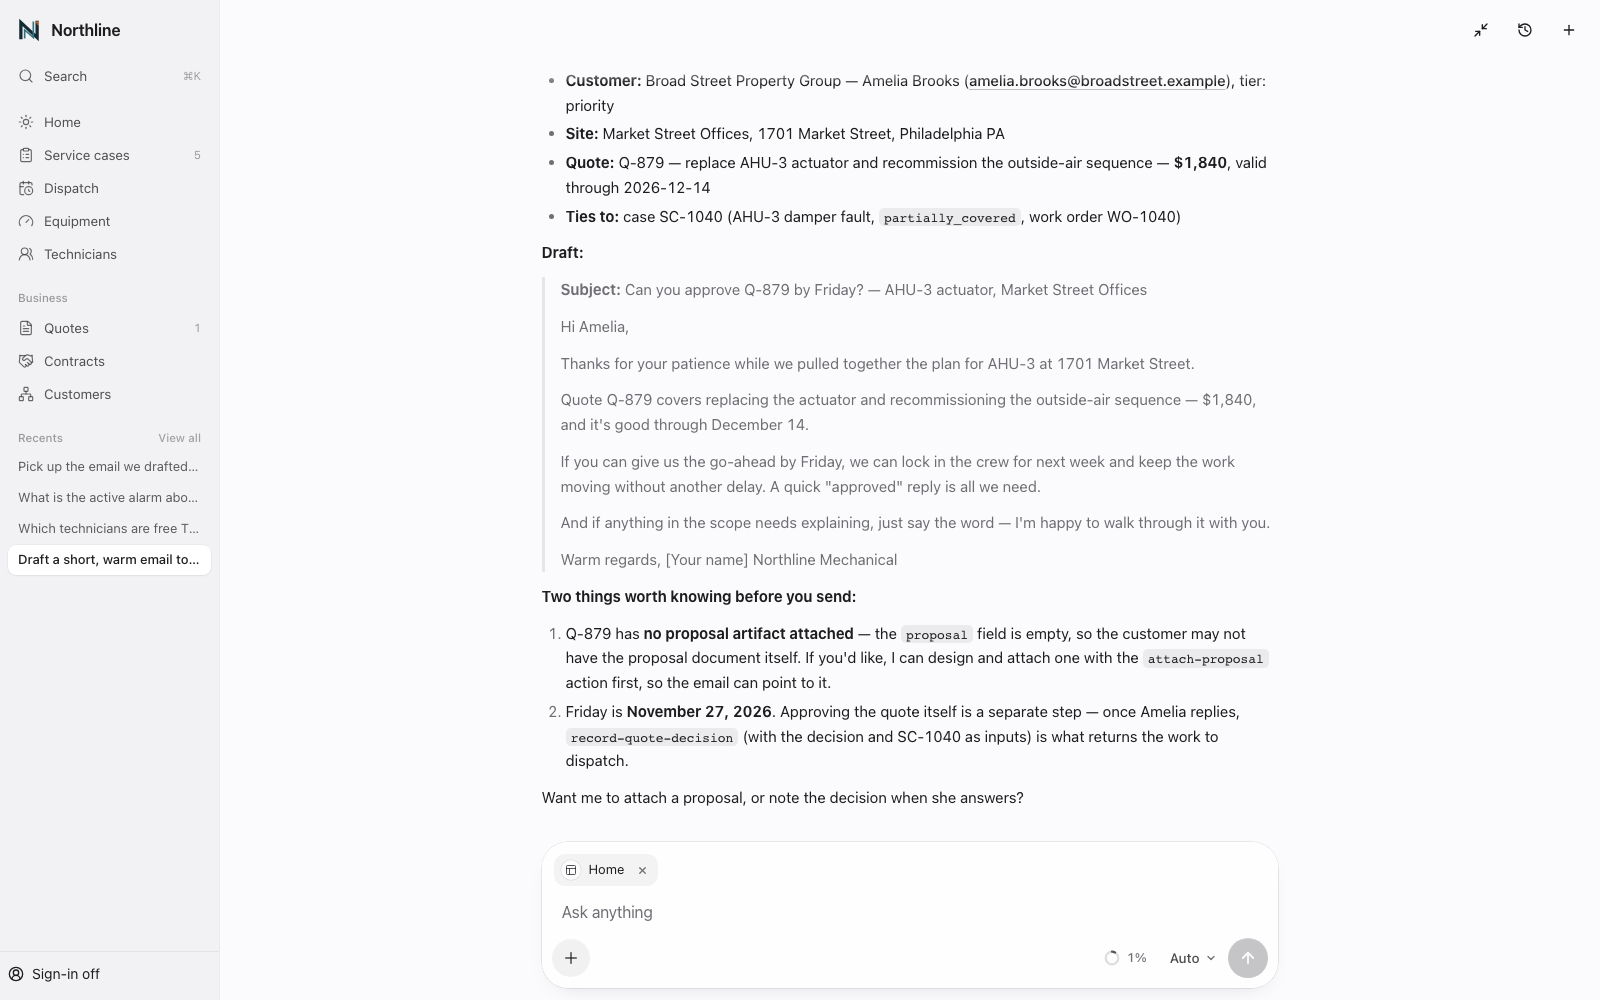 Northline
Search ⌘K
Home
Service cases 5
Dispatch
Equipment
Technicians
Business
Quotes 1
Contracts
Customers
Recents View all
Pick up the email we drafted...
What is the active alarm abo...
Which technicians are free T...
Draft a short, warm email to...
Sign-in off
• Customer: Broad Street Property Group — Amelia Brooks (amelia.brooks@broadstreet.example), tier:
priority
• Site: Market Street Offices, 1701 Market Street, Philadelphia PA
• Quote: Q-879 — replace AHU-3 actuator and recommission the outside-air sequence — $1,840, valid
through 2026-12-14
• Ties to: case SC-1040 (AHU-3 damper fault, partially_covered, work order WO-1040)
Draft:
Subject: Can you approve Q-879 by Friday? — AHU-3 actuator, Market Street Offices
Hi Amelia,
Thanks for your patience while we pulled together the plan for AHU-3 at 1701 Market Street.
Quote Q-879 covers replacing the actuator and recommissioning the outside-air sequence — $1,840,
and it's good through December 14.
If you can give us the go-ahead by Friday, we can lock in the crew for next week and keep the work
moving without another delay. A quick "approved" reply is all we need.
And if anything in the scope needs explaining, just say the word — I'm happy to walk through it with you.
Warm regards, [Your name] Northline Mechanical
Two things worth knowing before you send:
1. Q-879 has no proposal artifact attached — the proposal field is empty, so the customer may not
have the proposal document itself. If you'd like, I can design and attach one with the attach-proposal
action first, so the email can point to it.
2. Friday is November 27, 2026. Approving the quote itself is a separate step — once Amelia replies,
record-quote-decision (with the decision and SC-1040 as inputs) is what returns the work to
dispatch.
Want me to attach a proposal, or note the decision when she answers?
Home ×
Ask anything
1% Auto